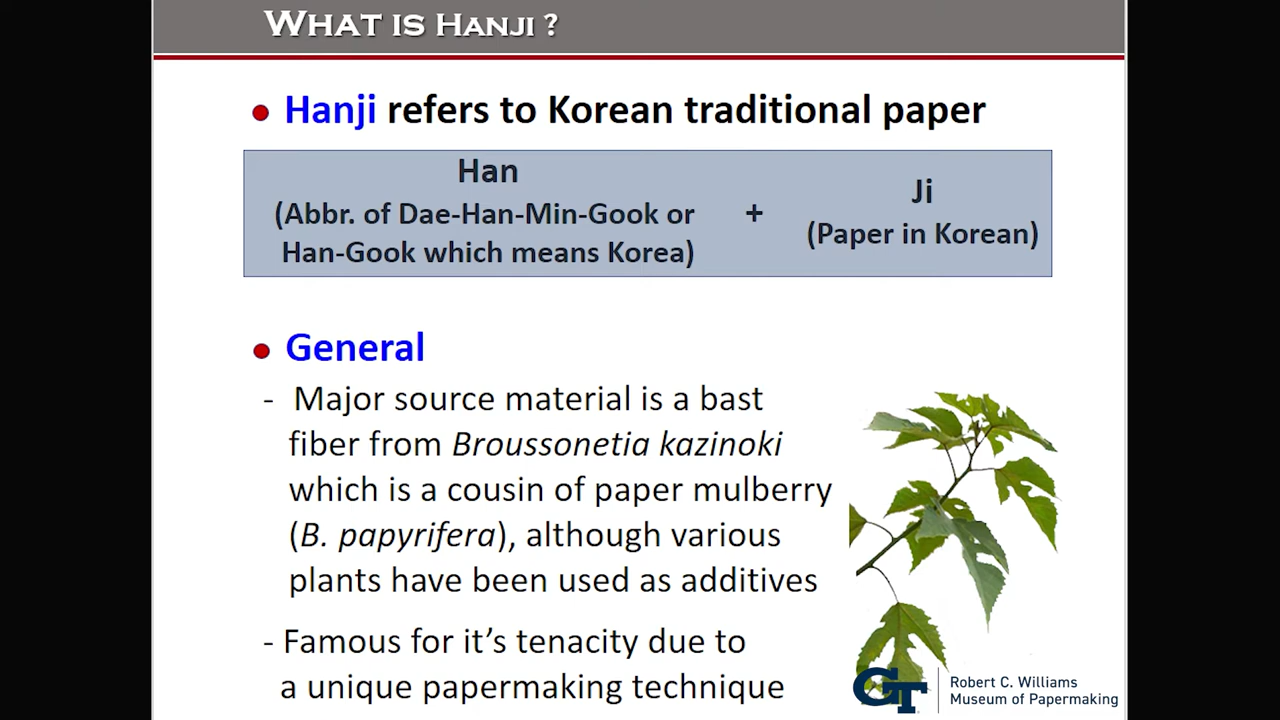 WHAT IS HANJI ?
● Hanji refers to Korean traditional paper
Han
(Abbr. of Dae-Han-Min-Gook or
Han-Gook which means Korea)
+
Ji
(Paper in Korean)
● General
- Major source material is a bast
fiber from Broussonetia kazinoki
which is a cousin of paper mulberry
(B. papyrifera), although various
plants have been used as additives
- Famous for it’s tenacity due to
a unique papermaking technique
GT
Robert C. Williams
Museum of Papermaking